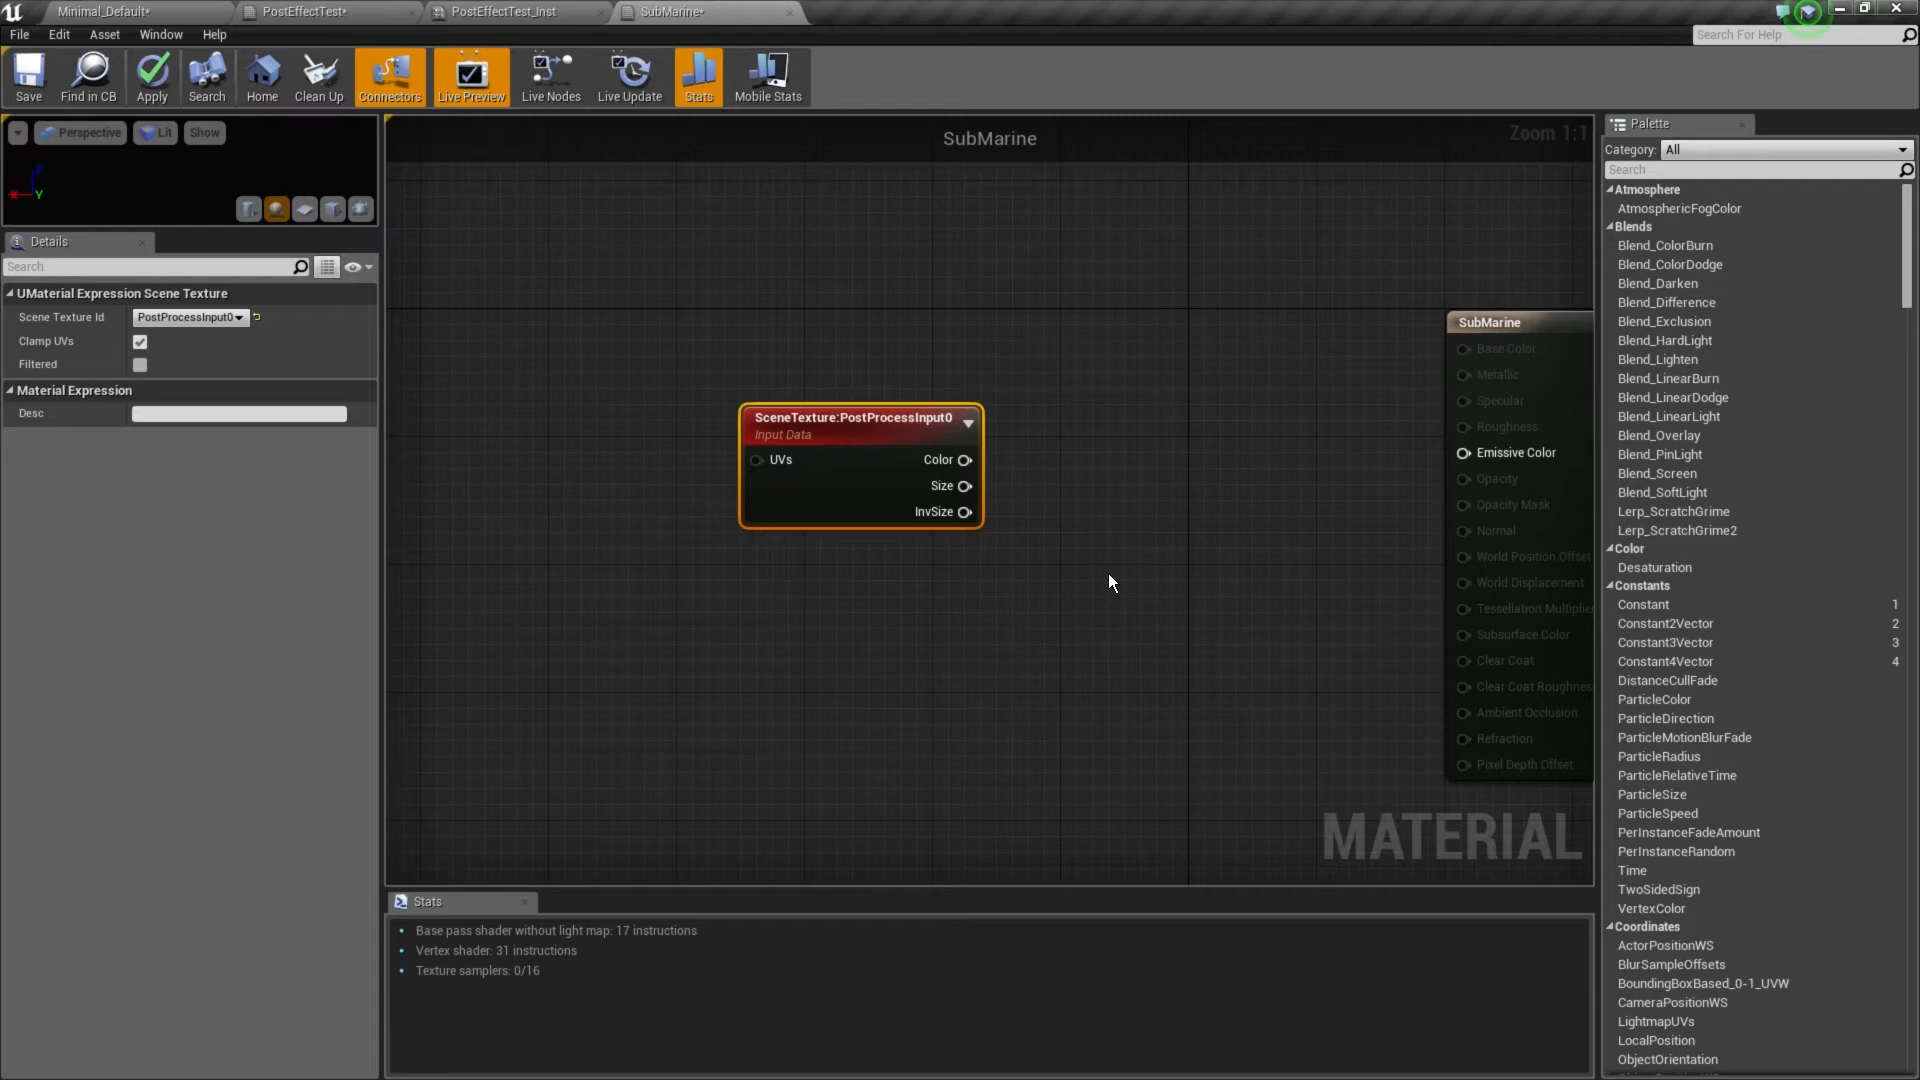 Minimal_Default*
PostEffectTest*
PostEffectTest_Inst
SubMarine*
File
Edit
Asset
Window
Help
Search For Help
Save
Find in CB
Apply
Search
Home
Clean Up
Connectors
Live Preview
Live Nodes
Live Update
Stats
Mobile Stats
Perspective
Lit
Show
Y
Details
Search
UMaterial Expression Scene Texture
Scene Texture Id
PostProcessInput0
Clamp UVs
Filtered
Material Expression
Desc
SubMarine
Zoom 1:1
SceneTexture:PostProcessInput0
Input Data
UVs
Color
Size
InvSize
SubMarine
Base Color
Metallic
Specular
Roughness
Emissive Color
Opacity
Opacity Mask
Normal
World Position Offset
World Displacement
Tessellation Multiplier
Subsurface Color
Clear Coat
Clear Coat Roughnes
Ambient Occlusion
Refraction
Pixel Depth Offset
MATERIAL
Stats
Base pass shader without light map: 17 instructions
Vertex shader: 31 instructions
Texture samplers: 0/16
Palette
Category: All
Search
Atmosphere
AtmosphericFogColor
Blends
Blend_ColorBurn
Blend_ColorDodge
Blend_Darken
Blend_Difference
Blend_Exclusion
Blend_HardLight
Blend_Lighten
Blend_LinearBurn
Blend_LinearDodge
Blend_LinearLight
Blend_Overlay
Blend_PinLight
Blend_Screen
Blend_SoftLight
Lerp_ScratchGrime
Lerp_ScratchGrime2
Color
Desaturation
Constants
Constant 1
Constant2Vector 2
Constant3Vector 3
Constant4Vector 4
DistanceCullFade
ParticleColor
ParticleDirection
ParticleMotionBlurFade
ParticleRadius
ParticleRelativeTime
ParticleSize
ParticleSpeed
PerInstanceFadeAmount
PerInstanceRandom
Time
TwoSidedSign
VertexColor
Coordinates
ActorPositionWS
BlurSampleOffsets
BoundingBoxBased_0-1_UVW
CameraPositionWS
LightmapUVs
LocalPosition
ObjectOrientation